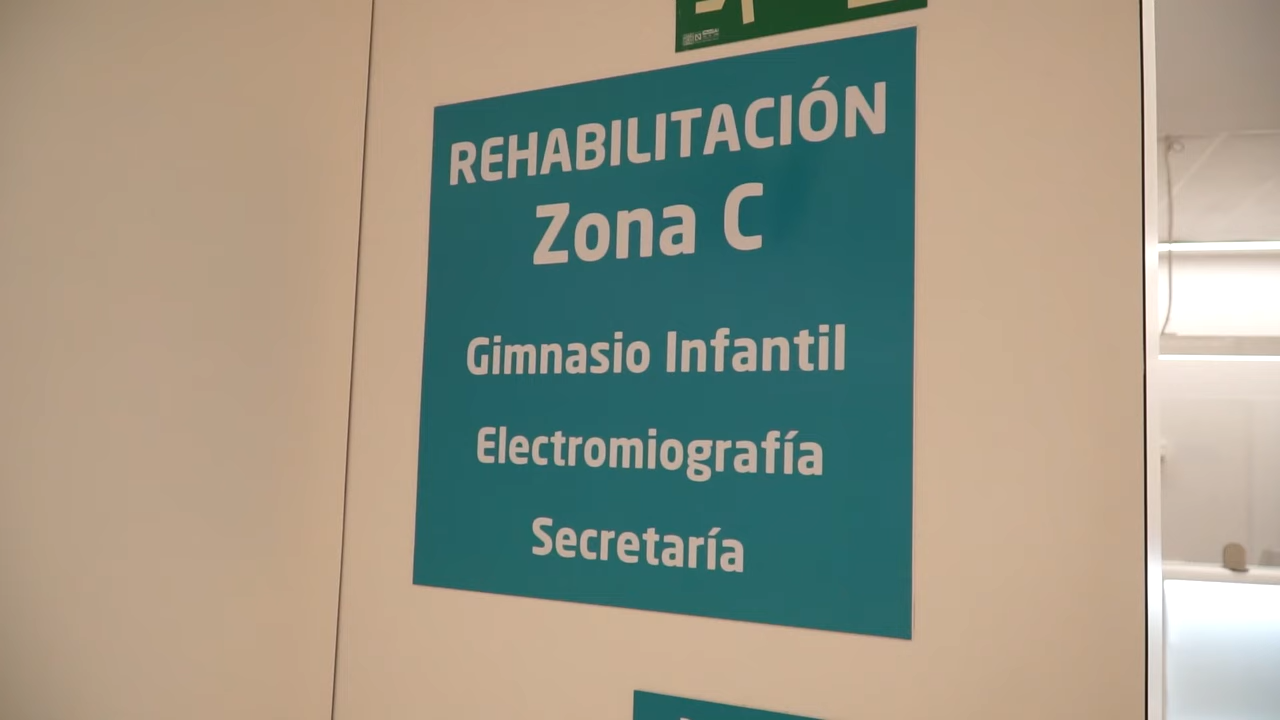 REHABILITACIÓN
Zona C
Gimnasio Infantil
Electromiografía
Secretaría